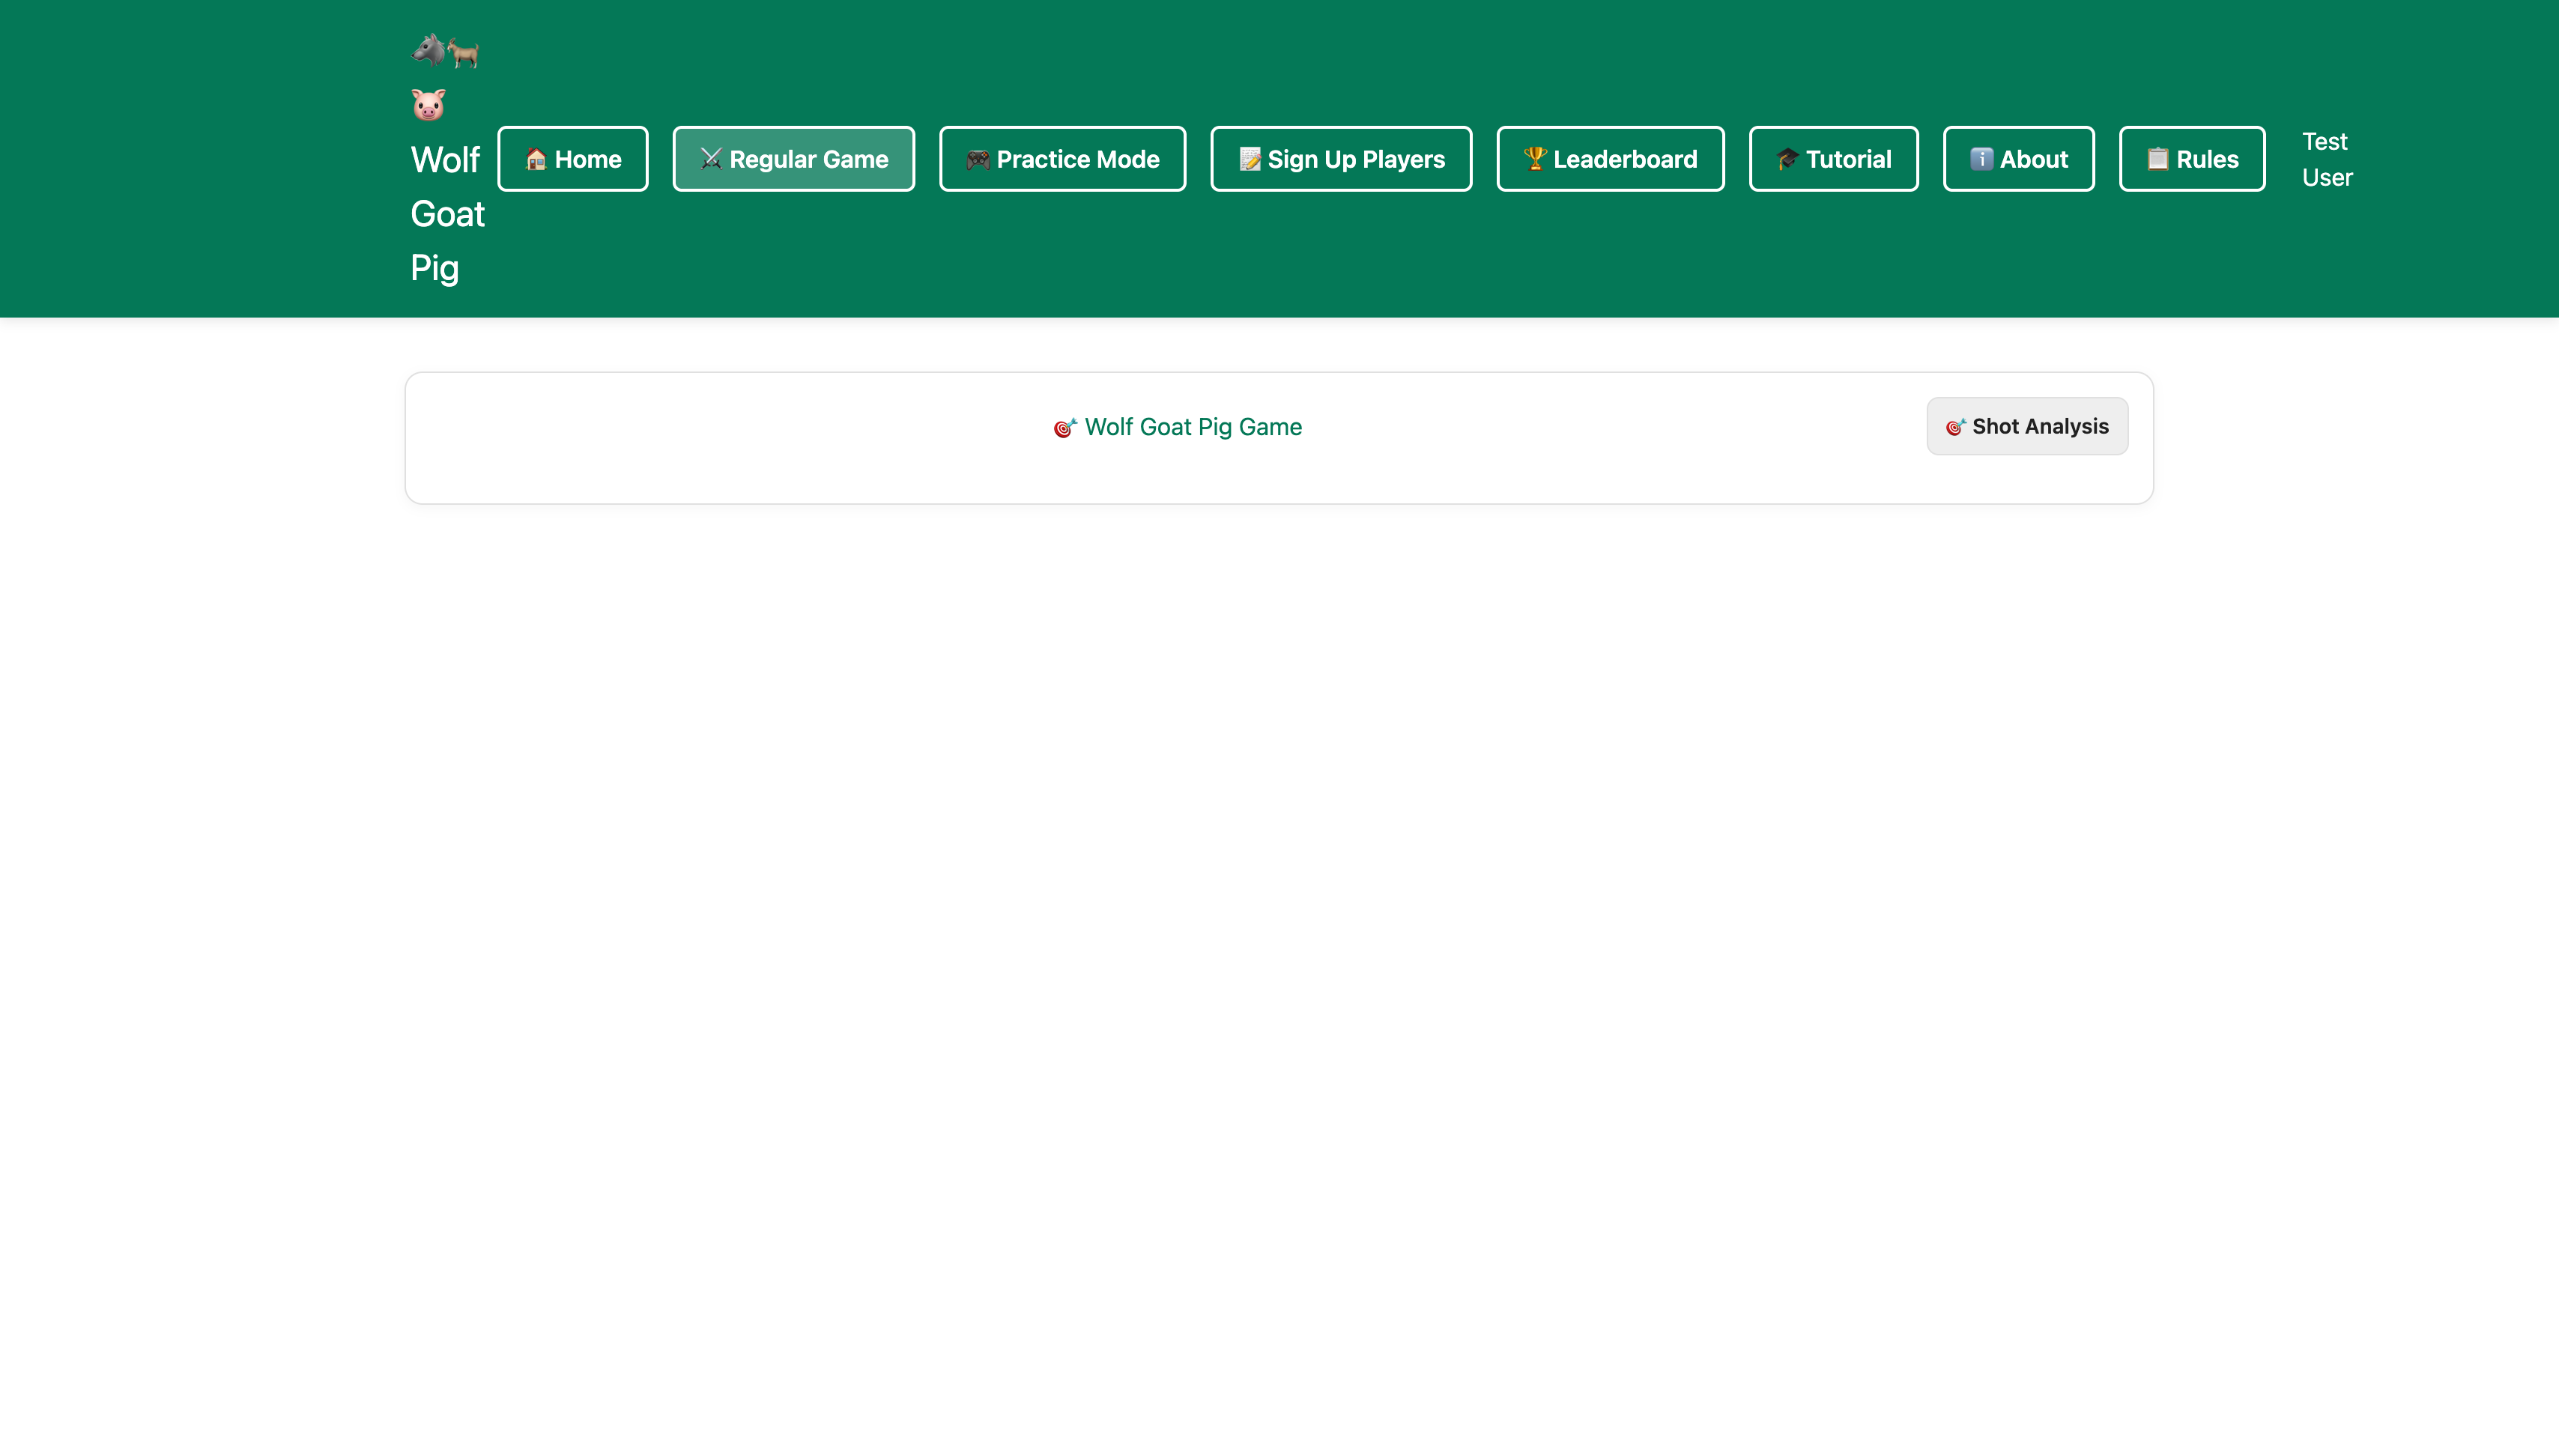 🐺🐐
🐷
Wolf
Goat
Pig
🏠 Home
⚔️ Regular Game
🎮 Practice Mode
📝 Sign Up Players
🏆 Leaderboard
🎓 Tutorial
ℹ️ About
📋 Rules
Test
User
🎯 Wolf Goat Pig Game
🎯 Shot Analysis